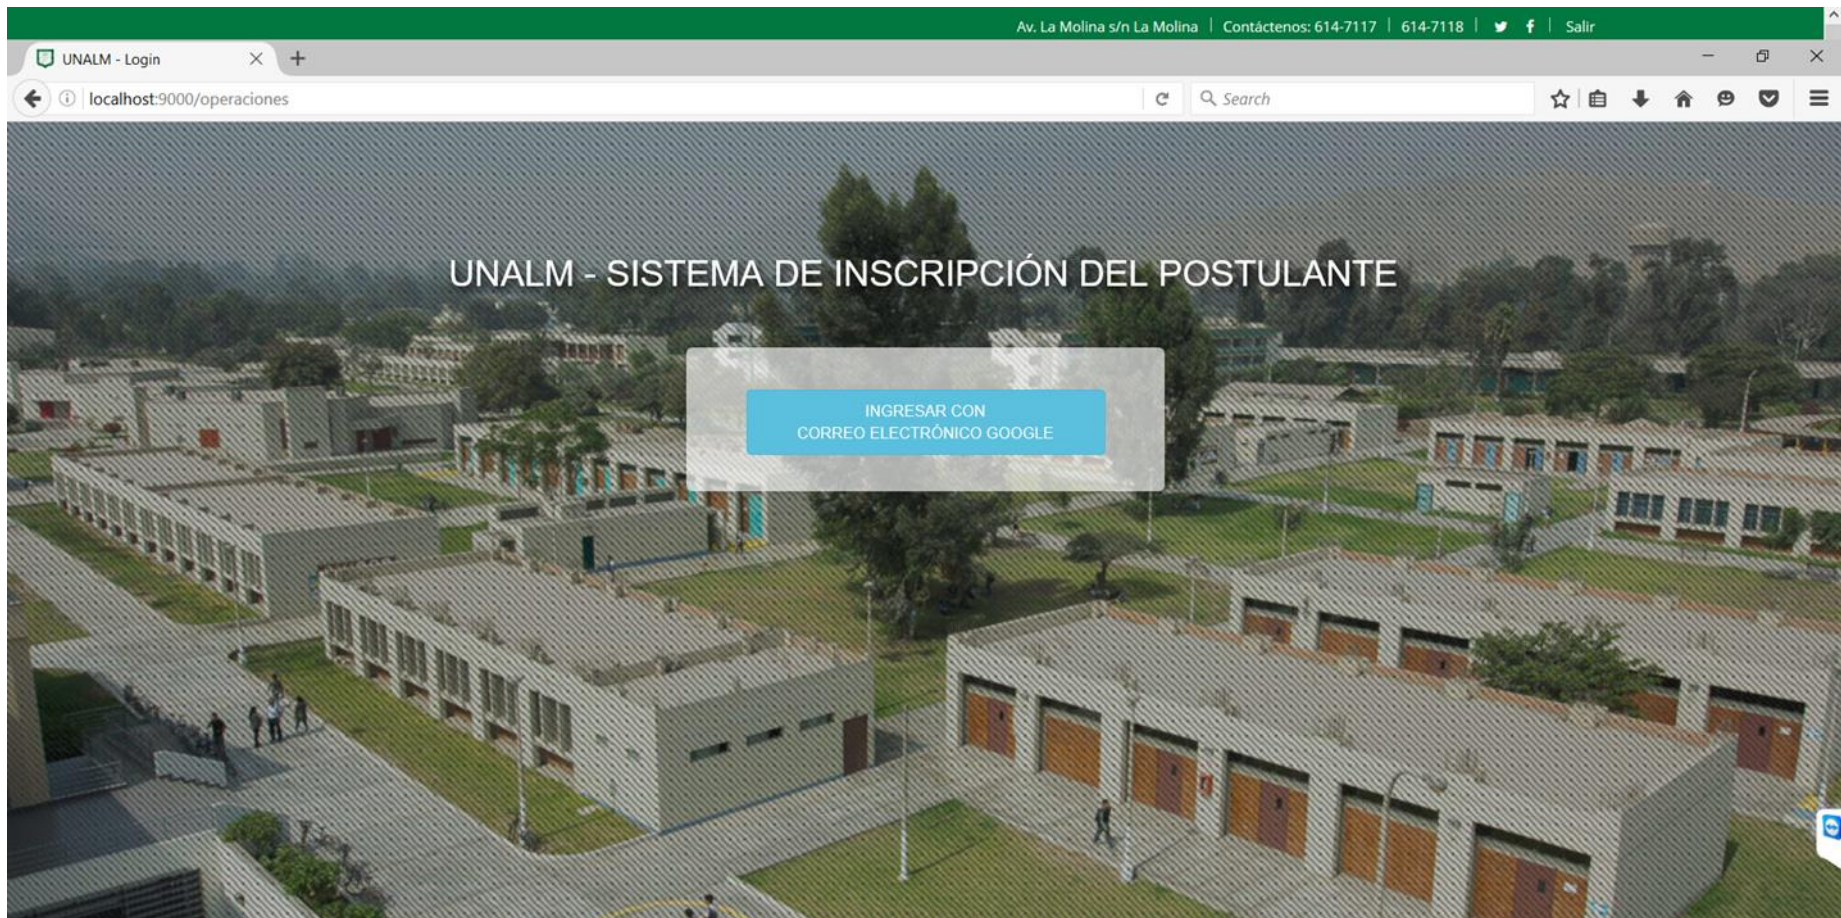 Av. La Molina s/n La Molina | Contáctenos: 614-7117 | 614-7118 | Salir
UNALM - Login
localhost:9000/operaciones
Search
UNALM - SISTEMA DE INSCRIPCIÓN DEL POSTULANTE
INGRESAR CON
CORREO ELECTRÓNICO GOOGLE